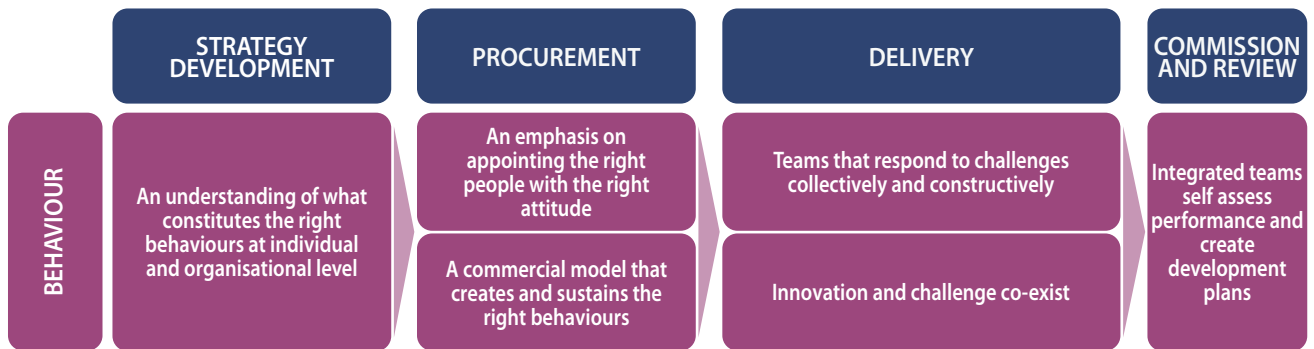 STRATEGY
DEVELOPMENT
PROCUREMENT
DELIVERY
COMMISSION
AND REVIEW
BEHAVIOUR
An understanding of what
constitutes the right
behaviours at individual
and organisational level
An emphasis on
appointing the right
people with the right
attitude
A commercial model that
creates and sustains the
right behaviours
Teams that respond to challenges
collectively and constructively
Innovation and challenge co-exist
Integrated teams
self assess
performance and
create
development
plans